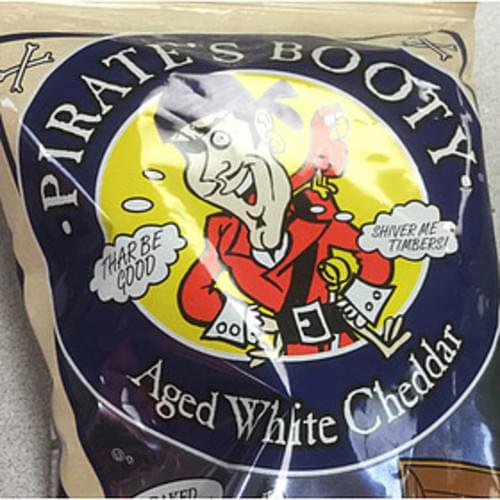 ·PIRATE'S BOOTY·
THAR BE
GOOD
SHIVER ME
TIMBERS!
Aged White Cheddar
BAKED